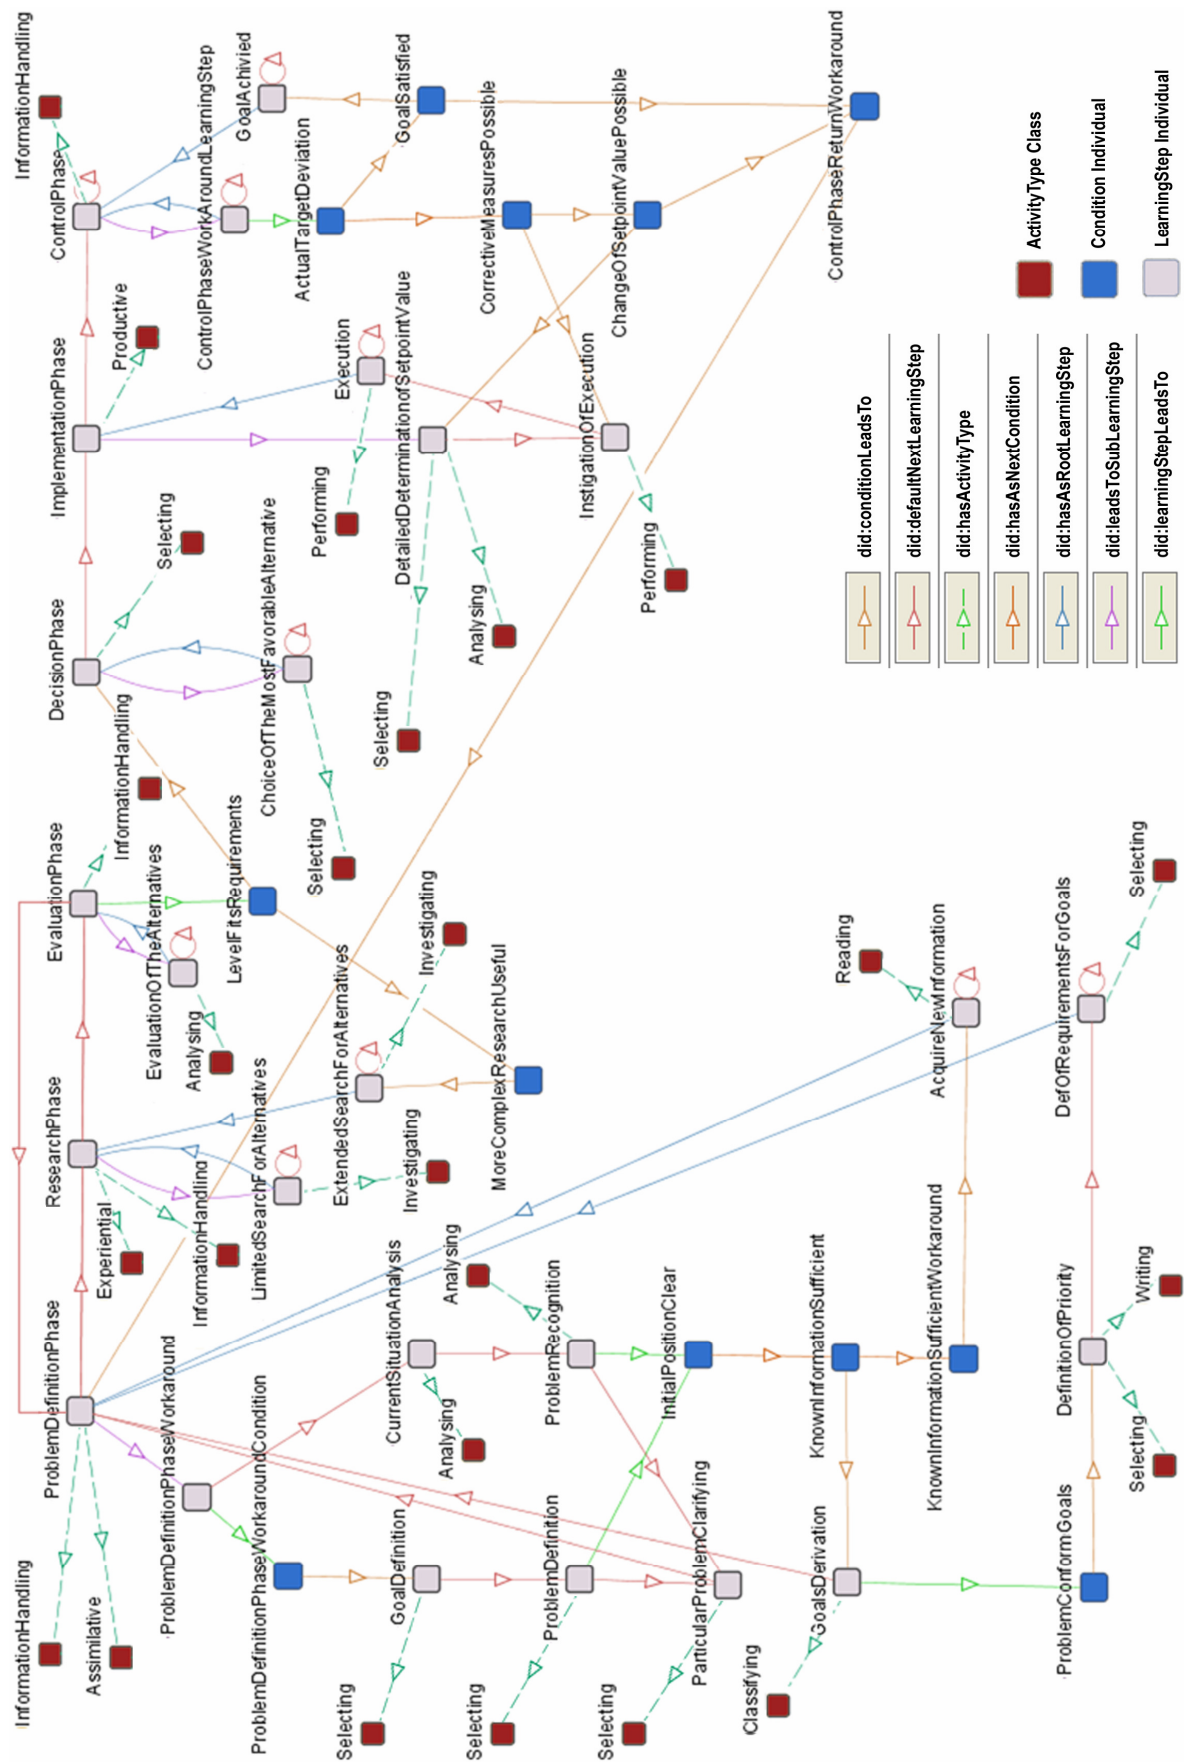 InformationHandling
Assimilative
ProblemDefinitionPhase
Experiential
InformationHandling
ResearchPhase
EvaluationPhase
InformationHandling
DecisionPhase
Selecting
ImplementationPhase
Productive
ControlPhase
InformationHandling
ProblemDefinitionPhaseWorkaround
ProblemDefinitionPhaseWorkaroundCondition
LimitedSearchForAlternatives
Analysing
EvaluationOfTheAlternatives
LevelFitsRequirements
ChoiceOfTheMostFavorableAlternative
Selecting
ControlPhaseWorkAroundLearningStep
GoalAchivied
ActualTargetDeviation
Execution
Performing
Selecting
GoalDefinition
CurrentSituationAnalysis
Analysing
ExtendedSearchForAlternatives
Investigating
Investigating
Selecting
DetailedDeterminationofSetpointValue
GoalSatisfied
Analysing
CorrectiveMeasuresPossible
MoreComplexResearchUseful
Selecting
ProblemDefinition
ProblemRecognition
Analysing
InstigationOfExecution
ChangeOfSetpointValuePossible
Performing
Selecting
ParticularProblemClarifying
InitialPositionClear
Classifying
GoalsDerivation
KnownInformationSufficient
Reading
ControlPhaseReturnWorkaround
KnownInformationSufficientWorkaround
AcquireNewInformation
ProblemConformGoals
DefinitionOfPriority
Selecting
Writing
DefOfRequirementsForGoals
Selecting
did:conditionLeadsTo
did:defaultNextLearningStep
did:hasActivityType
did:hasAsNextCondition
did:hasAsRootLearningStep
did:leadsToSubLearningStep
did:learningStepLeadsTo
ActivityType Class
Condition Individual
LearningStep Individual